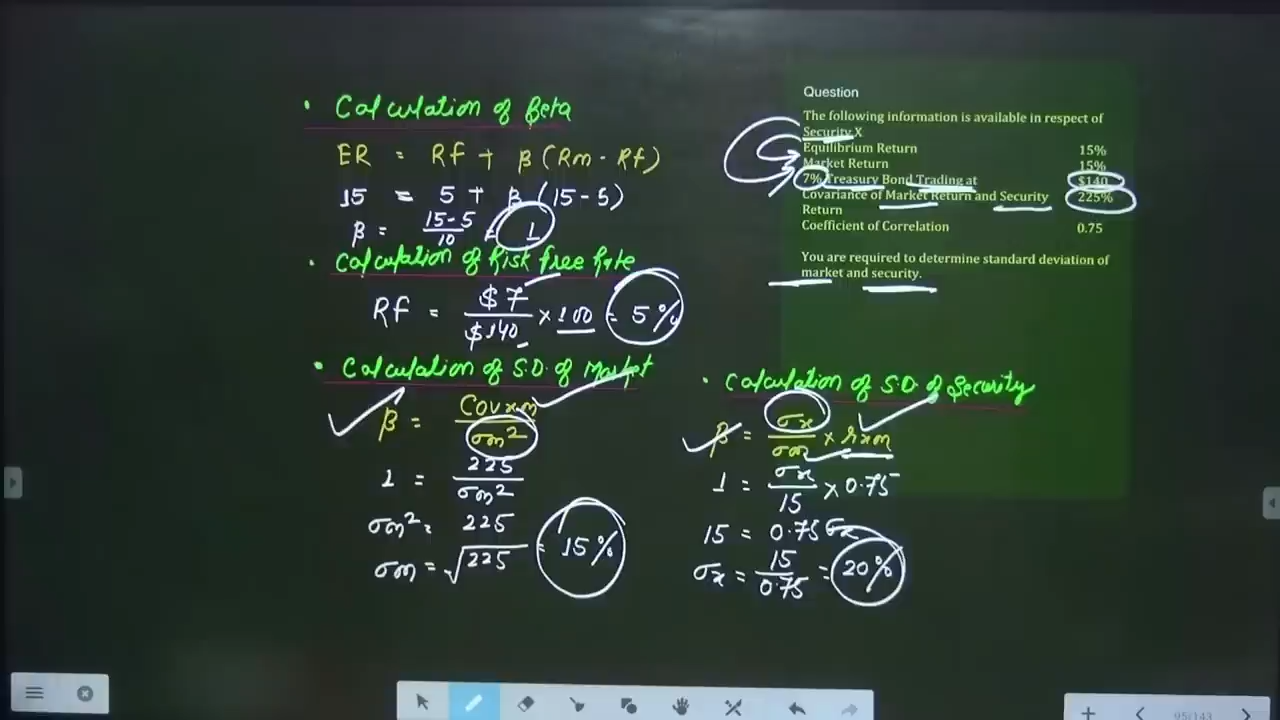 Question
The following information is available in respect of
Security X
Equilibrium Return 15%
Market Return 15%
7% Treasury Bond Trading at $140
Covariance of Market Return and Security 225%
Return
Coefficient of Correlation 0.75
You are required to determine standard deviation of
market and security.
• Calculation of Beta
ER = Rf + β (Rm - Rf)
15 = 5 + β (15 - 5)
β = 15-5/10 = 1
• Calculation of Risk free Rate
Rf = $7/$140 × 100 = 5%
• Calculation of S.D. of Market
β = Cov xm/σm²
1 = 225/σm²
σm² = 225
σm = √225 = 15%
• Calculation of S.D. of Security
β = σx/σm × rxm
1 = σx/15 × 0.75
15 = 0.75σx
σx = 15/0.75 = 20%
95/143